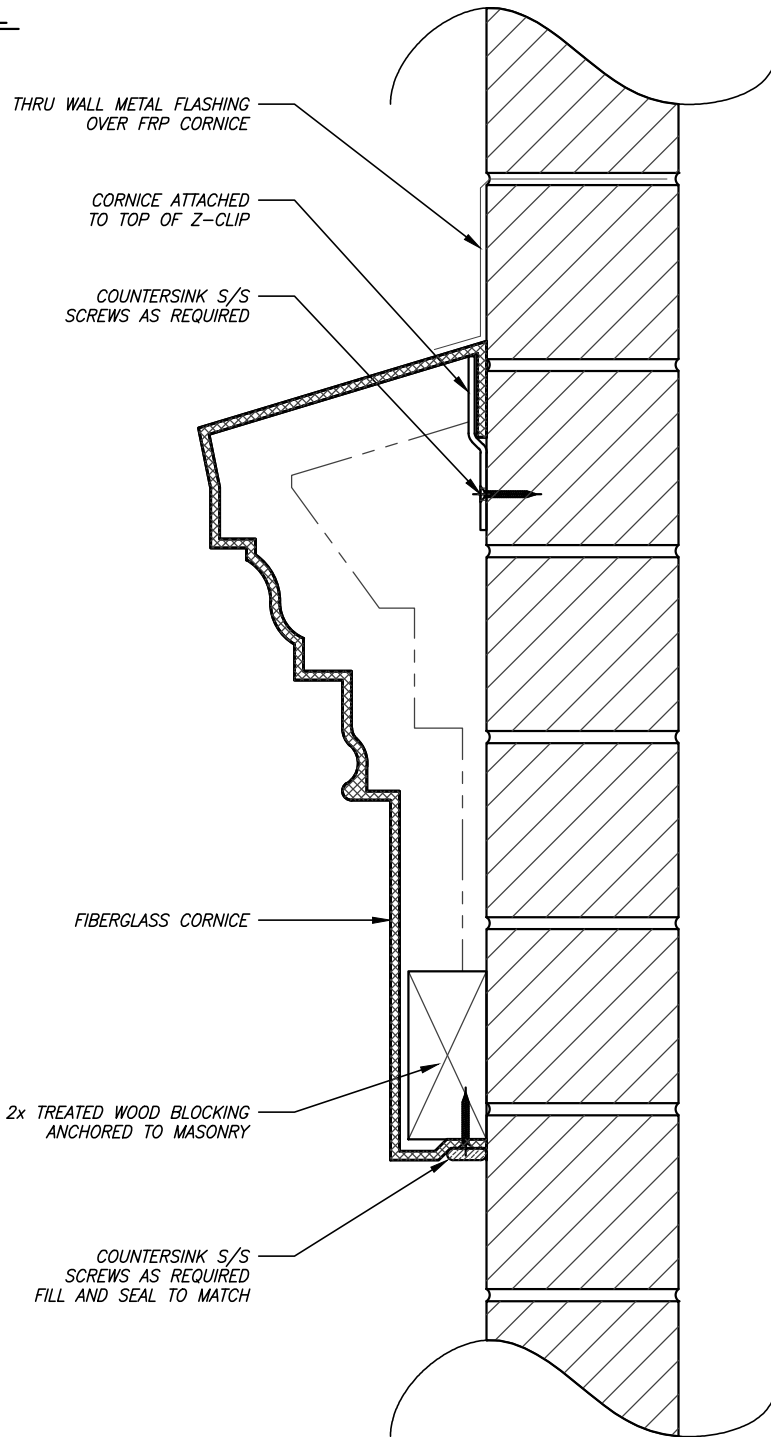 THRU WALL METAL FLASHING
OVER FRP CORNICE
CORNICE ATTACHED
TO TOP OF Z-CLIP
COUNTERSINK S/S
SCREWS AS REQUIRED
FIBERGLASS CORNICE
2x TREATED WOOD BLOCKING
ANCHORED TO MASONRY
COUNTERSINK S/S
SCREWS AS REQUIRED
FILL AND SEAL TO MATCH